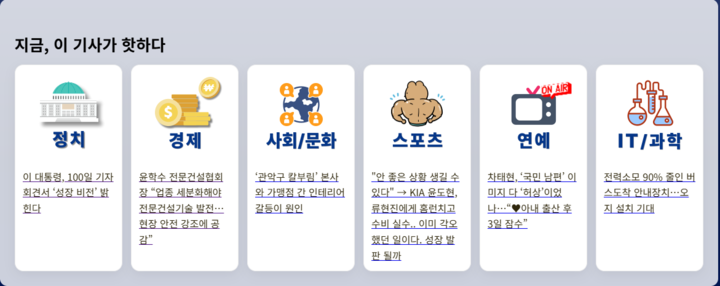 지금, 이 기사가 핫하다
정치
이 대통령, 100일 기자
회견서 ‘성장 비전’ 밝
힌다
경제
윤학수 전문건설협회
장 “업종 세분화해야
전문건설기술 발전…
현장 안전 강조에 공
감”
사회/문화
‘관악구 칼부림’ 본사
와 가맹점 간 인테리어
갈등이 원인
스포츠
"안 좋은 상황 생길 수
있다" → KIA 윤도현,
류현진에게 홈런치고
수비 실수.. 이미 각오
했던 일이다. 성장 발
판 될까
ON AIR
연예
차태현, ‘국민 남편’ 이
미지 다 ‘허상’이었
나…“♥아내 출산 후
3일 잠수”
IT/과학
전력소모 90% 줄인 버
스도착 안내장치…오
지 설치 기대